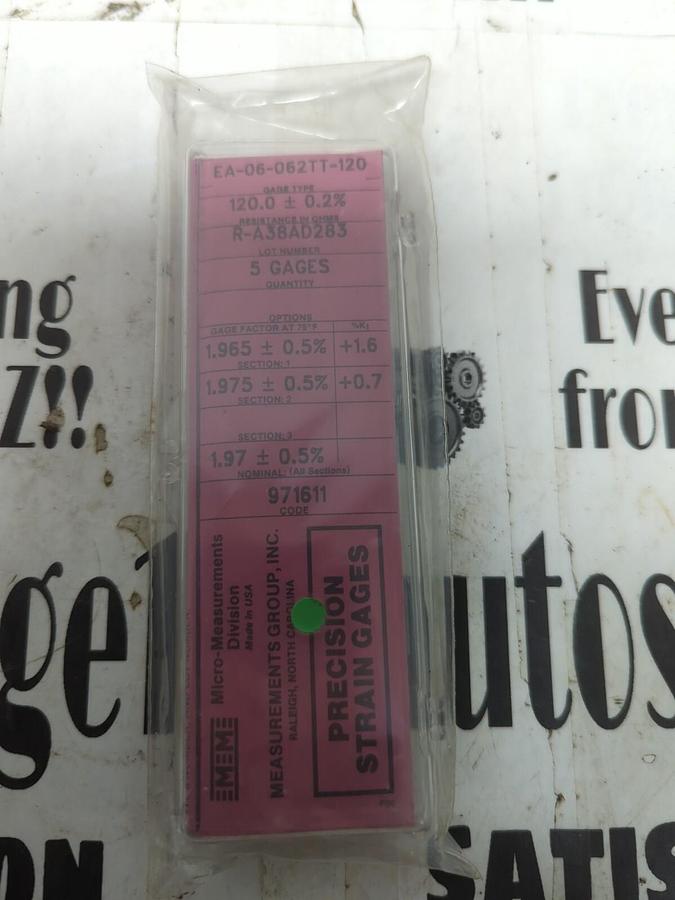 EA-06-062TT-120
GAGE TYPE
120.0 ± 0.2%
RESISTANCE IN OHMS
R-A38AD283
LOT NUMBER
5 GAGES
QUANTITY
OPTIONS
GAGE FACTOR AT 75°F %Kt
1.965 ± 0.5% +1.6
SECTION: 1
1.975 ± 0.5% +0.7
SECTION: 2
SECTION: 3
1.97 ± 0.5%
NOMINAL: (All Sections)
971611
CODE
MM
Micro-Measurements
Division
Made in USA
MEASUREMENTS GROUP, INC.
RALEIGH, NORTH CAROLINA
PRECISION
STRAIN GAGES
ng
Z!!
Eve
from
ge
utos
ON
SATIS